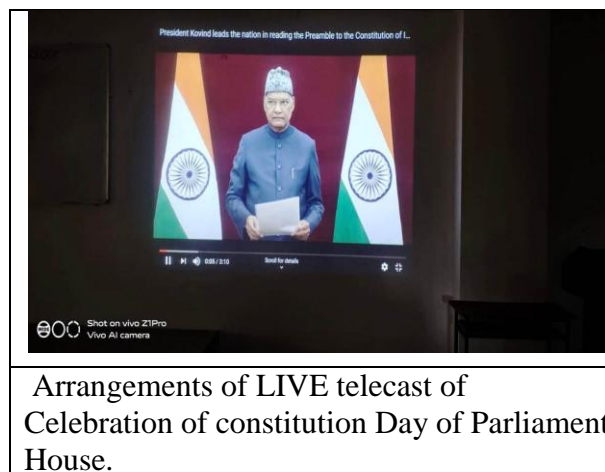 President Kovind leads the nation in reading the Preamble to the Constitution of I...
0:05 / 3:10
Scroll for details
Shot on vivo Z1Pro
Vivo AI camera
Arrangements of LIVE telecast of
Celebration of constitution Day of Parliament
House.